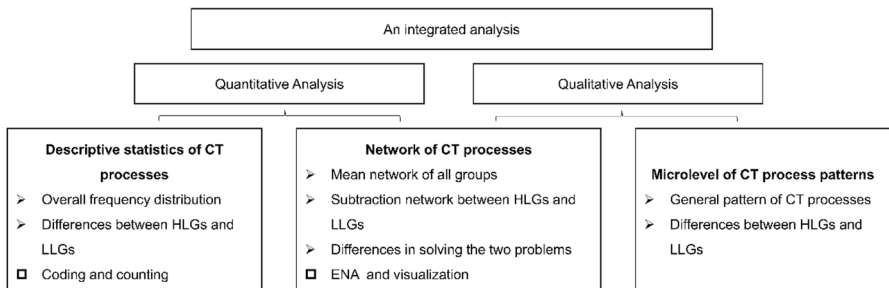 An integrated analysis
Quantitative Analysis
Qualitative Analysis
Descriptive statistics of CT
processes
➢ Overall frequency distribution
➢ Differences between HLGs and
LLGs
☐ Coding and counting
Network of CT processes
➢ Mean network of all groups
➢ Subtraction network between HLGs and
LLGs
➢ Differences in solving the two problems
☐ ENA and visualization
Microlevel of CT process patterns
➢ General pattern of CT processes
➢ Differences between HLGs and
LLGs